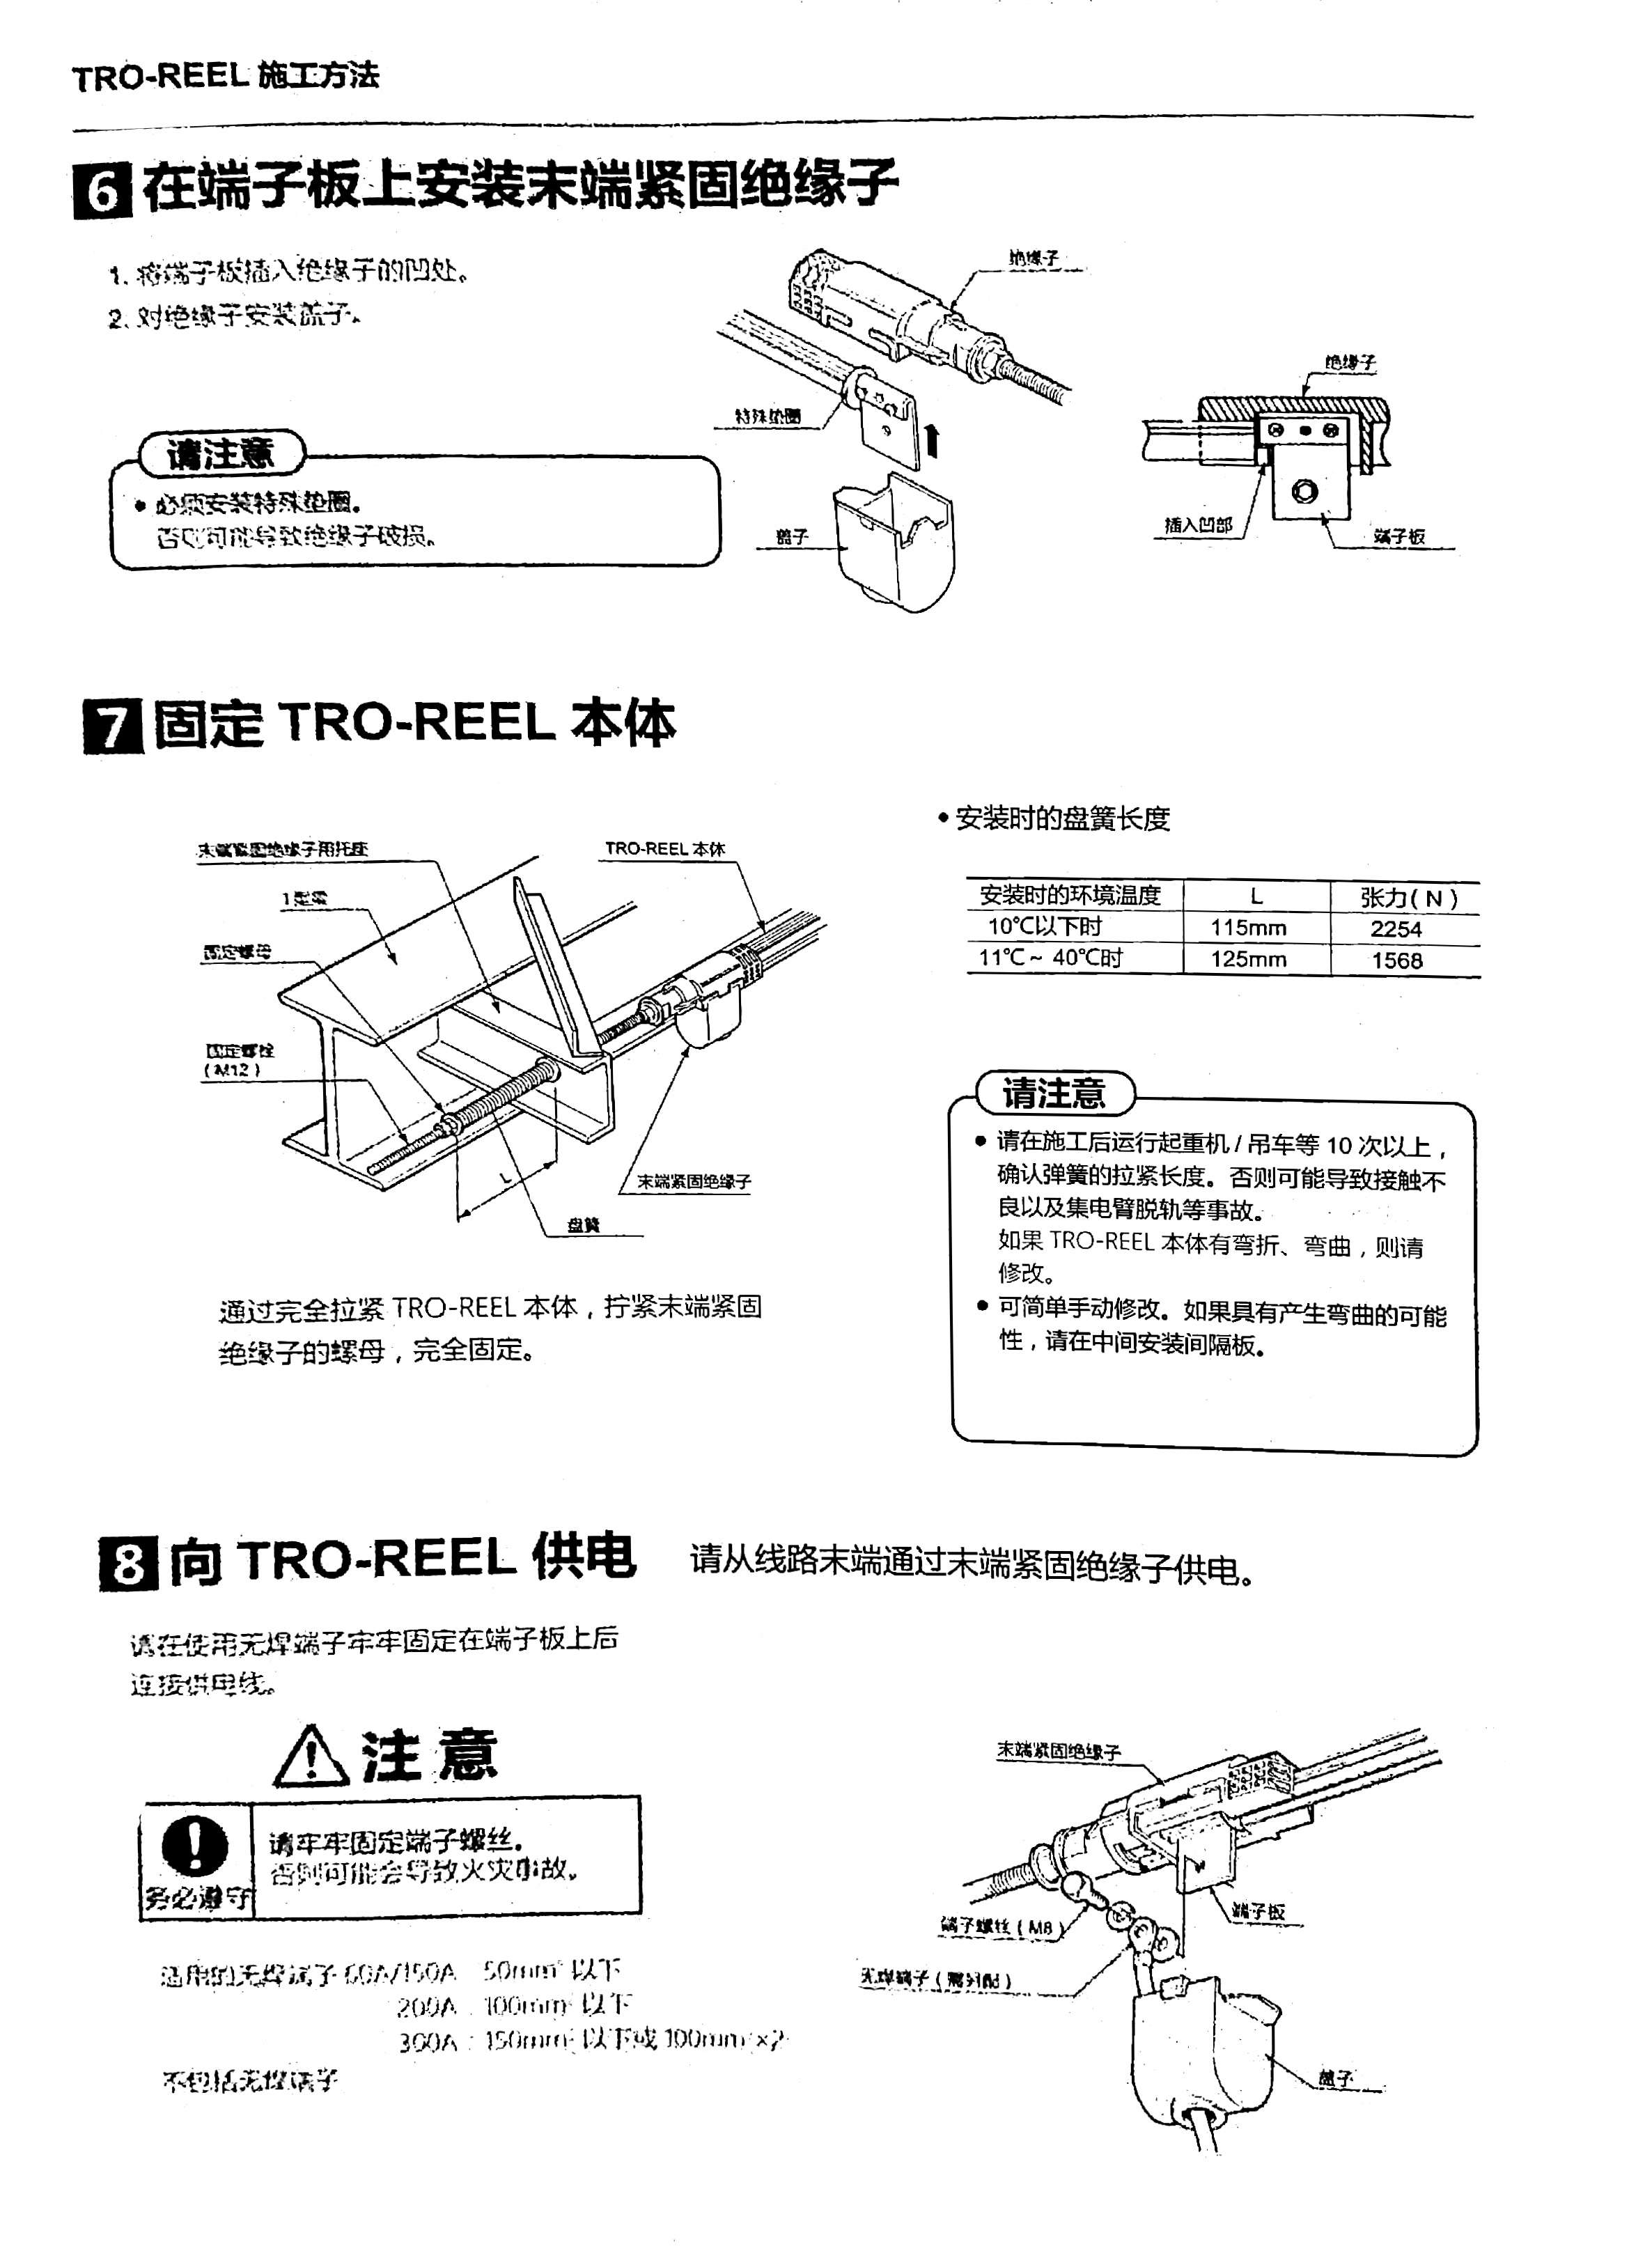 TRO-REEL 施工方法
6 在端子板上安装末端紧固绝缘子
1. 将端子板插入绝缘子的凹处。
2. 对绝缘子安装盖子。
请注意
• 必须安装特殊垫圈。
否则可能导致绝缘子破损。
绝缘子
特殊垫圈
盖子
绝缘子
插入凹部
端子板
7 固定 TRO-REEL 本体
末端紧固绝缘子用托座
TRO-REEL 本体
I 型梁
固定螺母
固定螺栓
(M12)
L
末端紧固绝缘子
盘簧
通过完全拉紧 TRO-REEL 本体，拧紧末端紧固
绝缘子的螺母，完全固定。
• 安装时的盘簧长度
安装时的环境温度 L 张力(N)
10℃以下时 115mm 2254
11℃~ 40℃时 125mm 1568
请注意
• 请在施工后运行起重机/吊车等 10 次以上，
确认弹簧的拉紧长度。否则可能导致接触不
良以及集电臂脱轨等事故。
如果 TRO-REEL 本体有弯折、弯曲，则请
修改。
• 可简单手动修改。如果具有产生弯曲的可能
性，请在中间安装间隔板。
8 向 TRO-REEL 供电 请从线路末端通过末端紧固绝缘子供电。
请在使用无焊端子牢牢固定在端子板上后
连接供电线。
注意
务必遵守
请牢牢固定端子螺丝。
否则可能会导致火灾事故。
适用的无焊端子 60A/150A 50mm² 以下
200A : 100mm² 以下
300A : 150mm² 以下或 100mm²×2
不包括无焊端子
末端紧固绝缘子
端子板
端子螺丝 (M8)
无焊端子 (需另配)
盖子